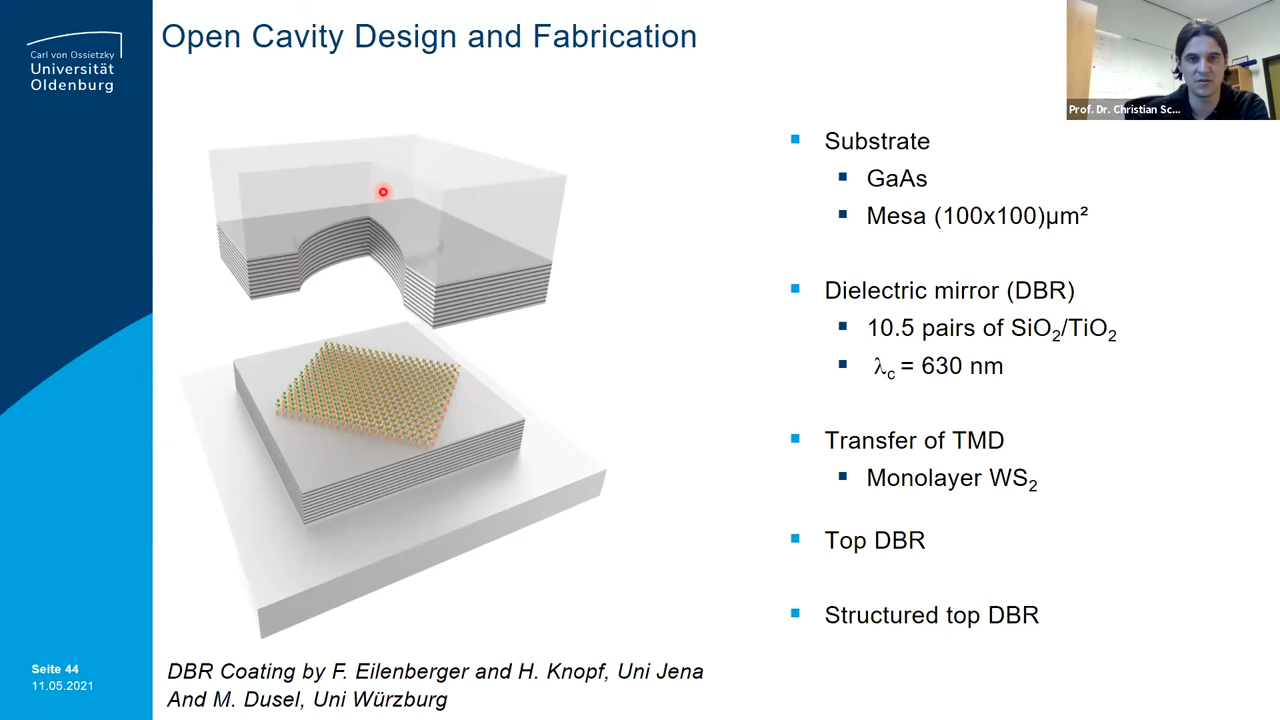 Open Cavity Design and Fabrication
Carl von Ossietzky
Universität
Oldenburg
Prof. Dr. Christian Sc...
Substrate
GaAs
Mesa (100x100)µm²
Dielectric mirror (DBR)
10.5 pairs of SiO₂/TiO₂
λc = 630 nm
Transfer of TMD
Monolayer WS₂
Top DBR
Structured top DBR
DBR Coating by F. Eilenberger and H. Knopf, Uni Jena
And M. Dusel, Uni Würzburg
Seite 44
11.05.2021